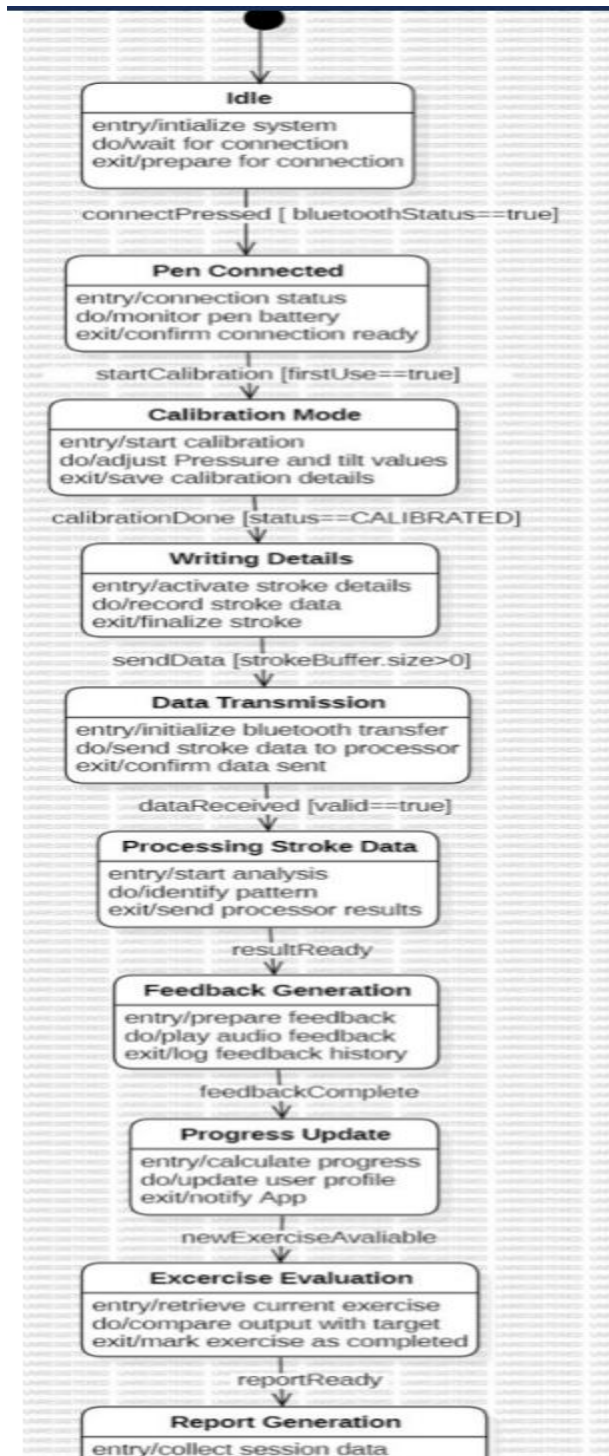 Idle
entry/intialize system
do/wait for connection
exit/prepare for connection
connectPressed [ bluetoothStatus==true]
Pen Connected
entry/connection status
do/monitor pen battery
exit/confirm connection ready
startCalibration [firstUse==true]
Calibration Mode
entry/start calibration
do/adjust Pressure and tilt values
exit/save calibration details
calibrationDone [status==CALIBRATED]
Writing Details
entry/activate stroke details
do/record stroke data
exit/finalize stroke
sendData [strokeBuffer.size>0]
Data Transmission
entry/initialize bluetooth transfer
do/send stroke data to processor
exit/confirm data sent
dataReceived [valid==true]
Processing Stroke Data
entry/start analysis
do/identify pattern
exit/send processor results
resultReady
Feedback Generation
entry/prepare feedback
do/play audio feedback
exit/log feedback history
feedbackComplete
Progress Update
entry/calculate progress
do/update user profile
exit/notify App
newExerciseAvaliable
Excercise Evaluation
entry/retrieve current exercise
do/compare output with target
exit/mark exercise as completed
reportReady
Report Generation
entry/collect session data